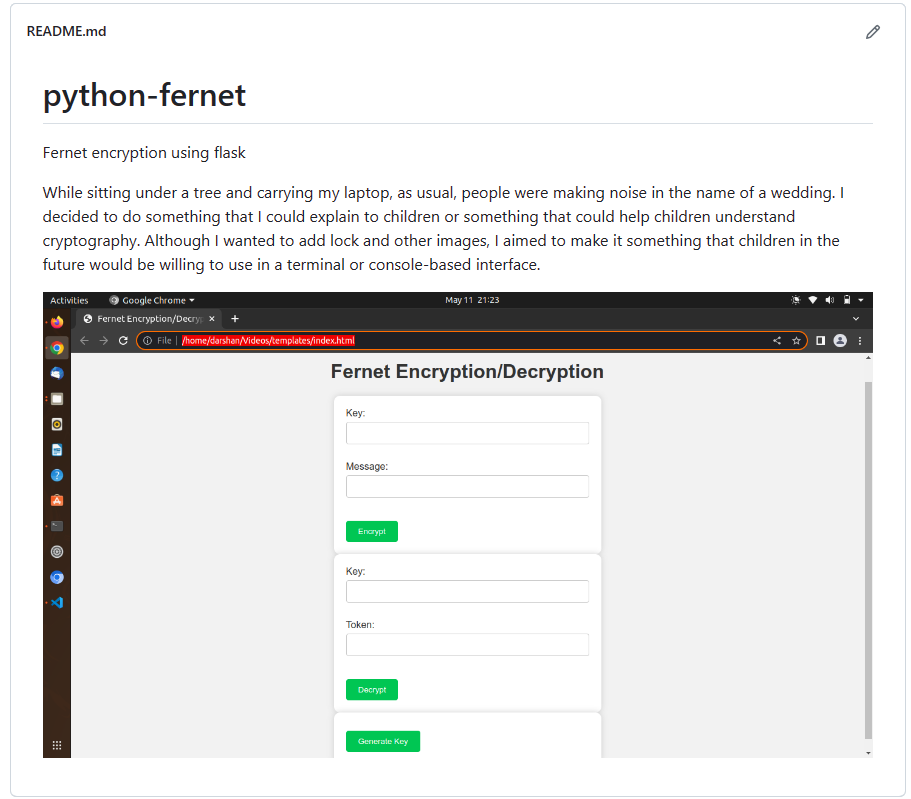 README.md
python-fernet
Fernet encryption using flask
While sitting under a tree and carrying my laptop, as usual, people were making noise in the name of a wedding. I
decided to do something that I could explain to children or something that could help children understand
cryptography. Although I wanted to add lock and other images, I aimed to make it something that children in the
future would be willing to use in a terminal or console-based interface.
Activities Google Chrome May 11 21:23
Fernet Encryption/Decryp
File /home/darshan/Videos/templates/index.html
Fernet Encryption/Decryption
Key:
Message:
Encrypt
Key:
Token:
Decrypt
Generate Key